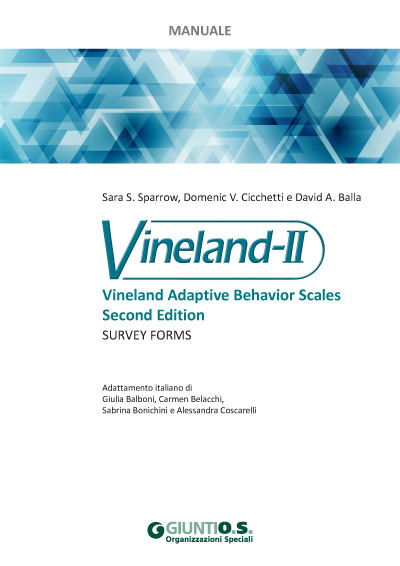 MANUALE
Sara S. Sparrow, Domenic V. Cicchetti e David A. Balla
Vineland-II
Vineland Adaptive Behavior Scales
Second Edition
SURVEY FORMS
Adattamento italiano di
Giulia Balboni, Carmen Belacchi,
Sabrina Bonichini e Alessandra Coscarelli
GIUNTIO.S.
Organizzazioni Speciali